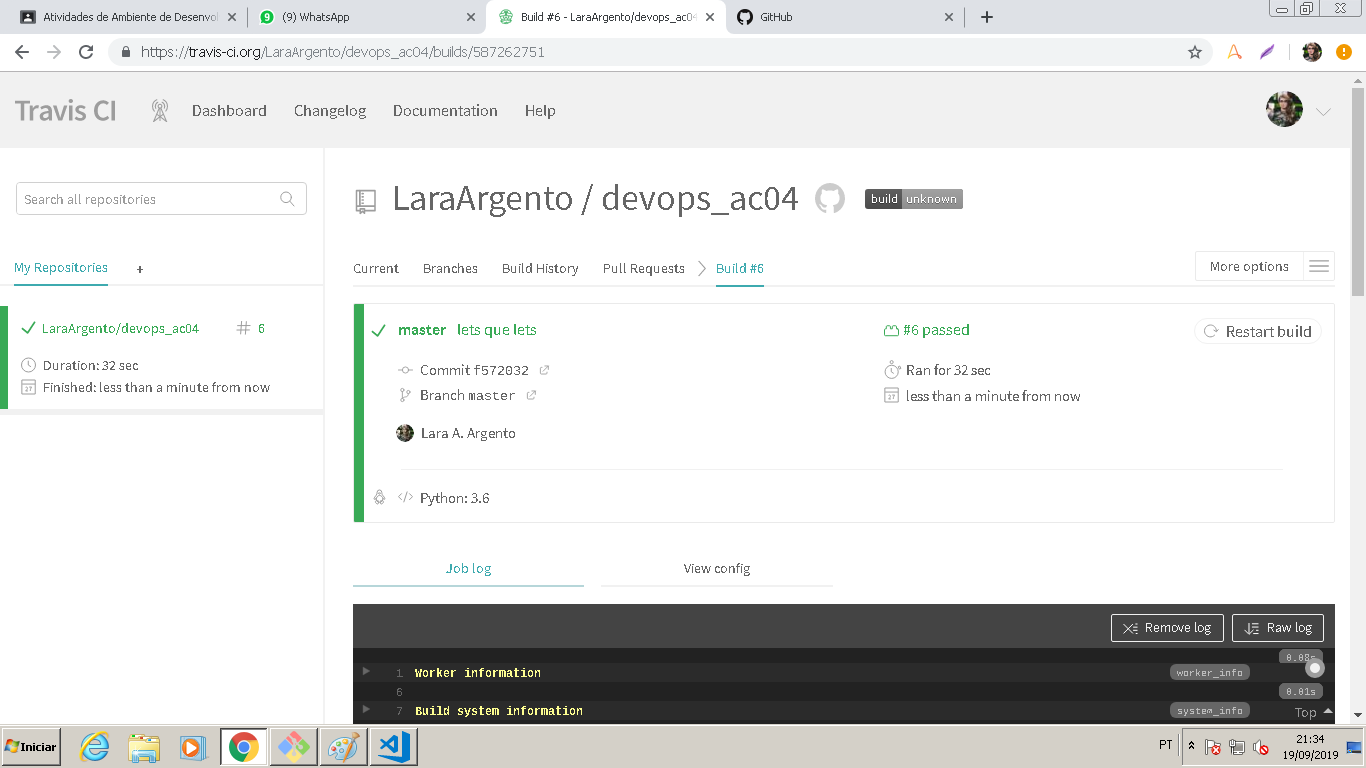 Atividades de Ambiente de Desenvol
9
(9) WhatsApp
Build #6 - LaraArgento/devops_ac04
GitHub
https://travis-ci.org/LaraArgento/devops_ac04/builds/587262751
Travis CI
Dashboard
Changelog
Documentation
Help
Search all repositories
LaraArgento / devops_ac04
build unknown
My Repositories +
Current
Branches
Build History
Pull Requests
Build #6
More options
LaraArgento/devops_ac04 # 6
Duration: 32 sec
27 Finished: less than a minute from now
master lets que lets
#6 passed
Restart build
Commit f572032
Ran for 32 sec
Branch master
27 less than a minute from now
Lara A. Argento
</> Python: 3.6
Job log
View config
Remove log
Raw log
0.08s
1 Worker information worker_info
6 0.01s
7 Build system information system_info
Top
Iniciar
PT
21:34
19/09/2019